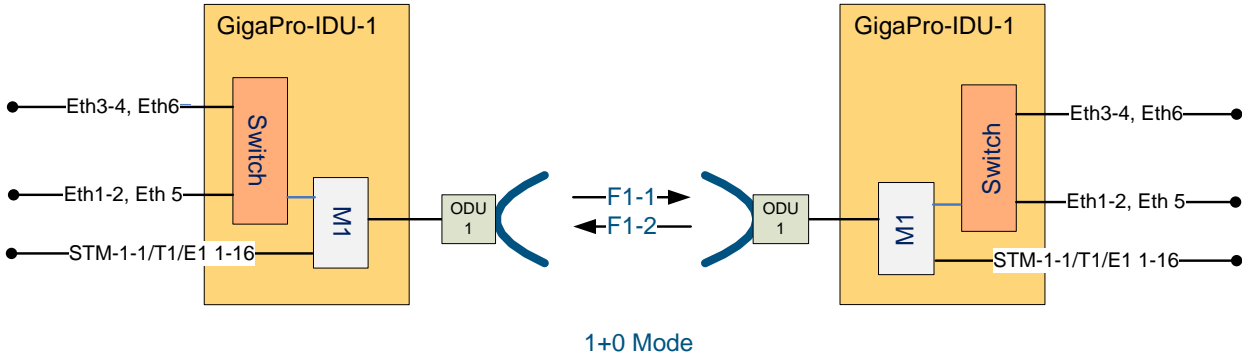 GigaPro-IDU-1
Eth3-4, Eth6
Switch
Eth1-2, Eth 5
M1
STM-1-1/T1/E1 1-16
ODU
1
F1-1
F1-2
ODU
1
GigaPro-IDU-1
Eth3-4, Eth6
Switch
Eth1-2, Eth 5
M1
STM-1-1/T1/E1 1-16
1+0 Mode